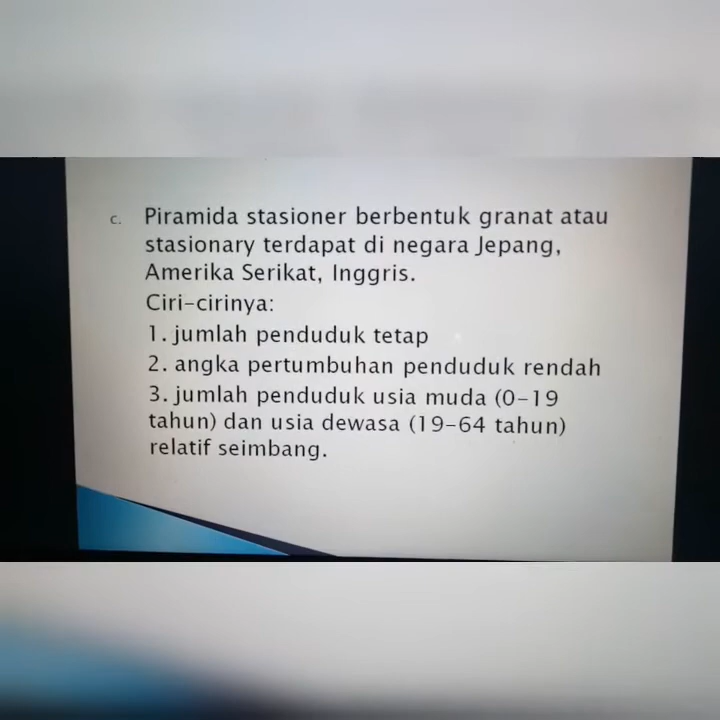 c. Piramida stasioner berbentuk granat atau
stasionary terdapat di negara Jepang,
Amerika Serikat, Inggris.
Ciri-cirinya:
1. jumlah penduduk tetap
2. angka pertumbuhan penduduk rendah
3. jumlah penduduk usia muda (0-19
tahun) dan usia dewasa (19-64 tahun)
relatif seimbang.